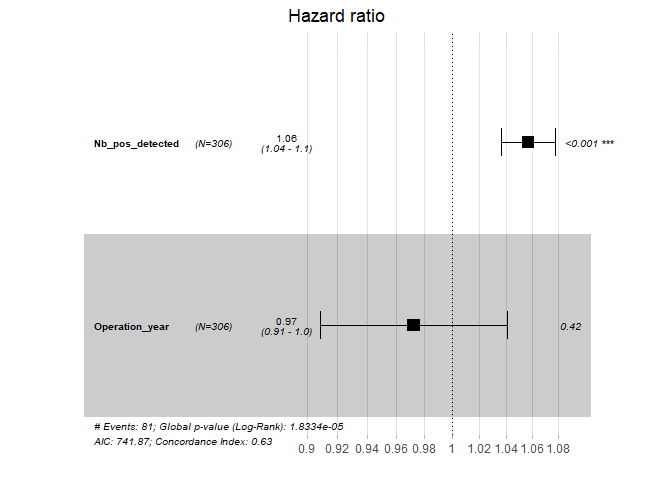 Hazard ratio
Nb_pos_detected (N=306) 1.06 <0.001 ***
(1.04 - 1.1)
Operation_year (N=306) 0.97 0.42
(0.91 - 1.0)
# Events: 81; Global p-value (Log-Rank): 1.8334e-05
AIC: 741.87; Concordance Index: 0.63
0.9 0.92 0.94 0.96 0.98 1 1.02 1.04 1.06 1.08